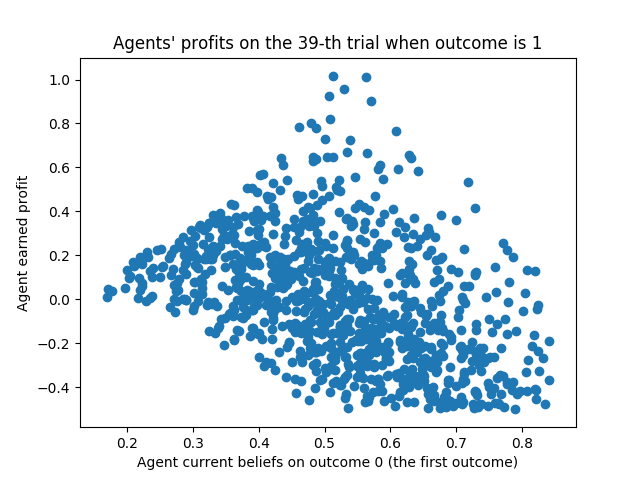 Agents' profits on the 39-th trial when outcome is 1
1.0
0.8
0.6
0.4
0.2
0.0
−0.2
−0.4
Agent earned profit
0.2 0.3 0.4 0.5 0.6 0.7 0.8
Agent current beliefs on outcome 0 (the first outcome)